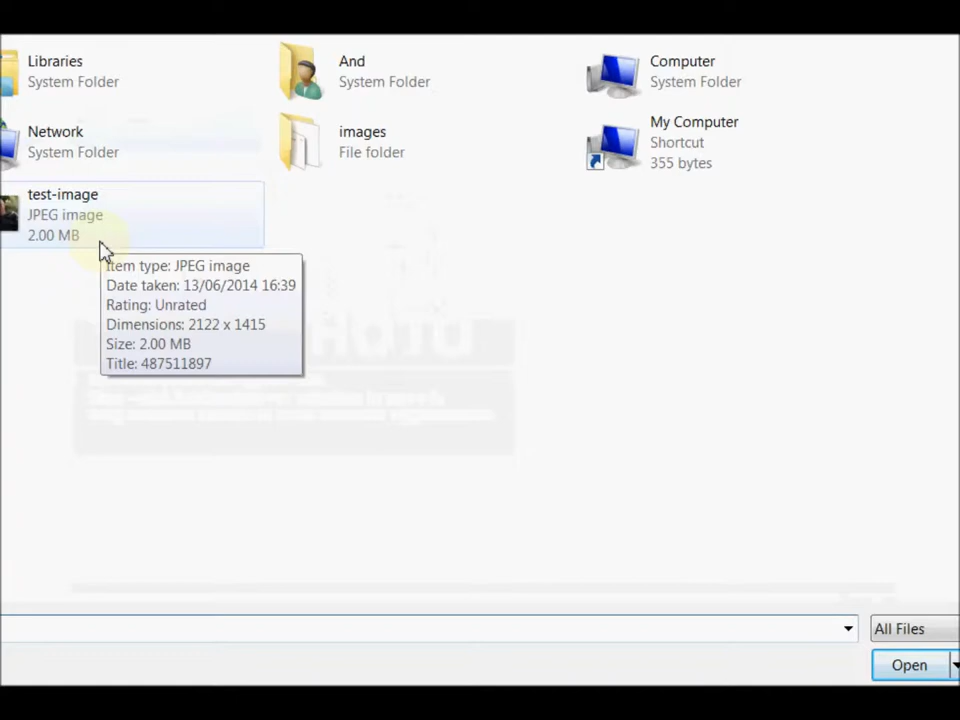 Libraries
System Folder
And
System Folder
Computer
System Folder
Network
System Folder
images
File folder
My Computer
Shortcut
355 bytes
test-image
JPEG image
2.00 MB
Item type: JPEG image
Date taken: 13/06/2014 16:39
Rating: Unrated
Dimensions: 2122 x 1415
Size: 2.00 MB
Title: 487511897
All Files
Open